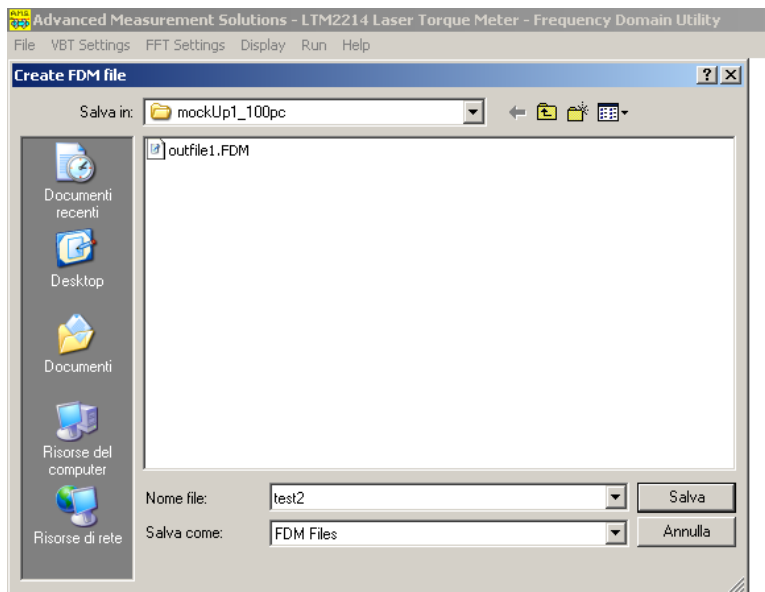 AMS Advanced Measurement Solutions - LTM2214 Laser Torque Meter - Frequency Domain Utility
File VBT Settings FFT Settings Display Run Help
Create FDM file
Salva in: mockUp1_100pc
outfile1.FDM
Documenti
recenti
Desktop
Documenti
Risorse del
computer
Risorse di rete
Nome file: test2 Salva
Salva come: FDM Files Annulla